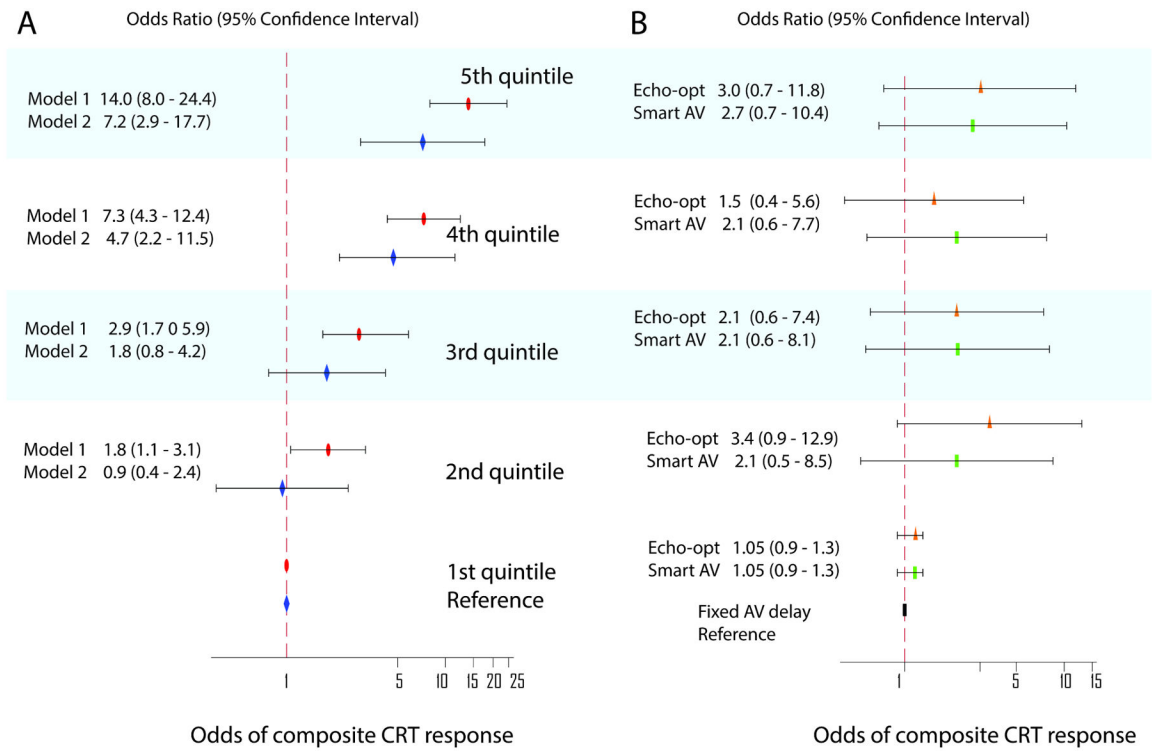 A
Odds Ratio (95% Confidence Interval)
5th quintile
Model 1 14.0 (8.0 - 24.4)
Model 2 7.2 (2.9 - 17.7)
Model 1 7.3 (4.3 - 12.4)
Model 2 4.7 (2.2 - 11.5)
4th quintile
Model 1 2.9 (1.7 0 5.9)
Model 2 1.8 (0.8 - 4.2)
3rd quintile
Model 1 1.8 (1.1 - 3.1)
Model 2 0.9 (0.4 - 2.4)
2nd quintile
1st quintile
Reference
1 5 10 15 20 25
Odds of composite CRT response
B
Odds Ratio (95% Confidence Interval)
Echo-opt 3.0 (0.7 - 11.8)
Smart AV 2.7 (0.7 - 10.4)
Echo-opt 1.5 (0.4 - 5.6)
Smart AV 2.1 (0.6 - 7.7)
Echo-opt 2.1 (0.6 - 7.4)
Smart AV 2.1 (0.6 - 8.1)
Echo-opt 3.4 (0.9 - 12.9)
Smart AV 2.1 (0.5 - 8.5)
Echo-opt 1.05 (0.9 - 1.3)
Smart AV 1.05 (0.9 - 1.3)
Fixed AV delay
Reference
1 5 10 15
Odds of composite CRT response